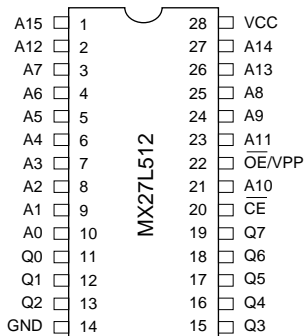 A15 1 28 VCC
A12 2 27 A14
A7 3 26 A13
A6 4 25 A8
A5 5 24 A9
A4 6 23 A11
A3 7 22 OE/VPP
A2 8 21 A10
A1 9 20 CE
A0 10 19 Q7
Q0 11 18 Q6
Q1 12 17 Q5
Q2 13 16 Q4
GND 14 15 Q3
MX27L512